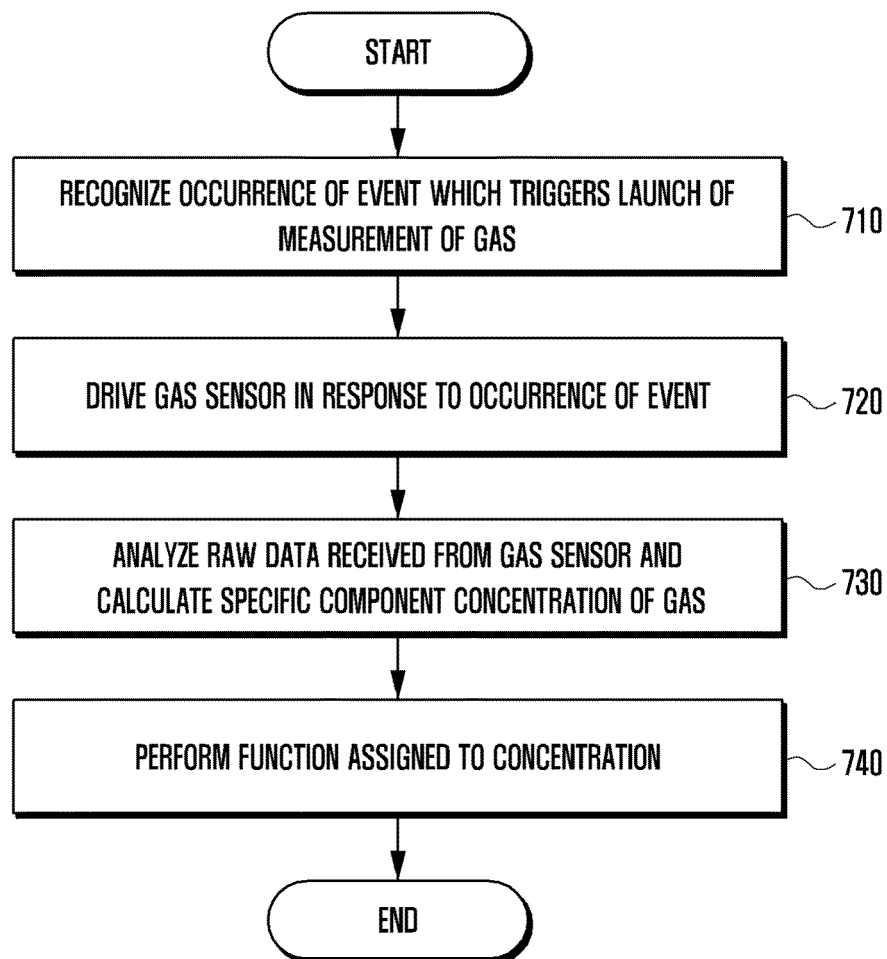 START
RECOGNIZE OCCURRENCE OF EVENT WHICH TRIGGERS LAUNCH OF
MEASUREMENT OF GAS
710
DRIVE GAS SENSOR IN RESPONSE TO OCCURRENCE OF EVENT
720
ANALYZE RAW DATA RECEIVED FROM GAS SENSOR AND
CALCULATE SPECIFIC COMPONENT CONCENTRATION OF GAS
730
PERFORM FUNCTION ASSIGNED TO CONCENTRATION
740
END